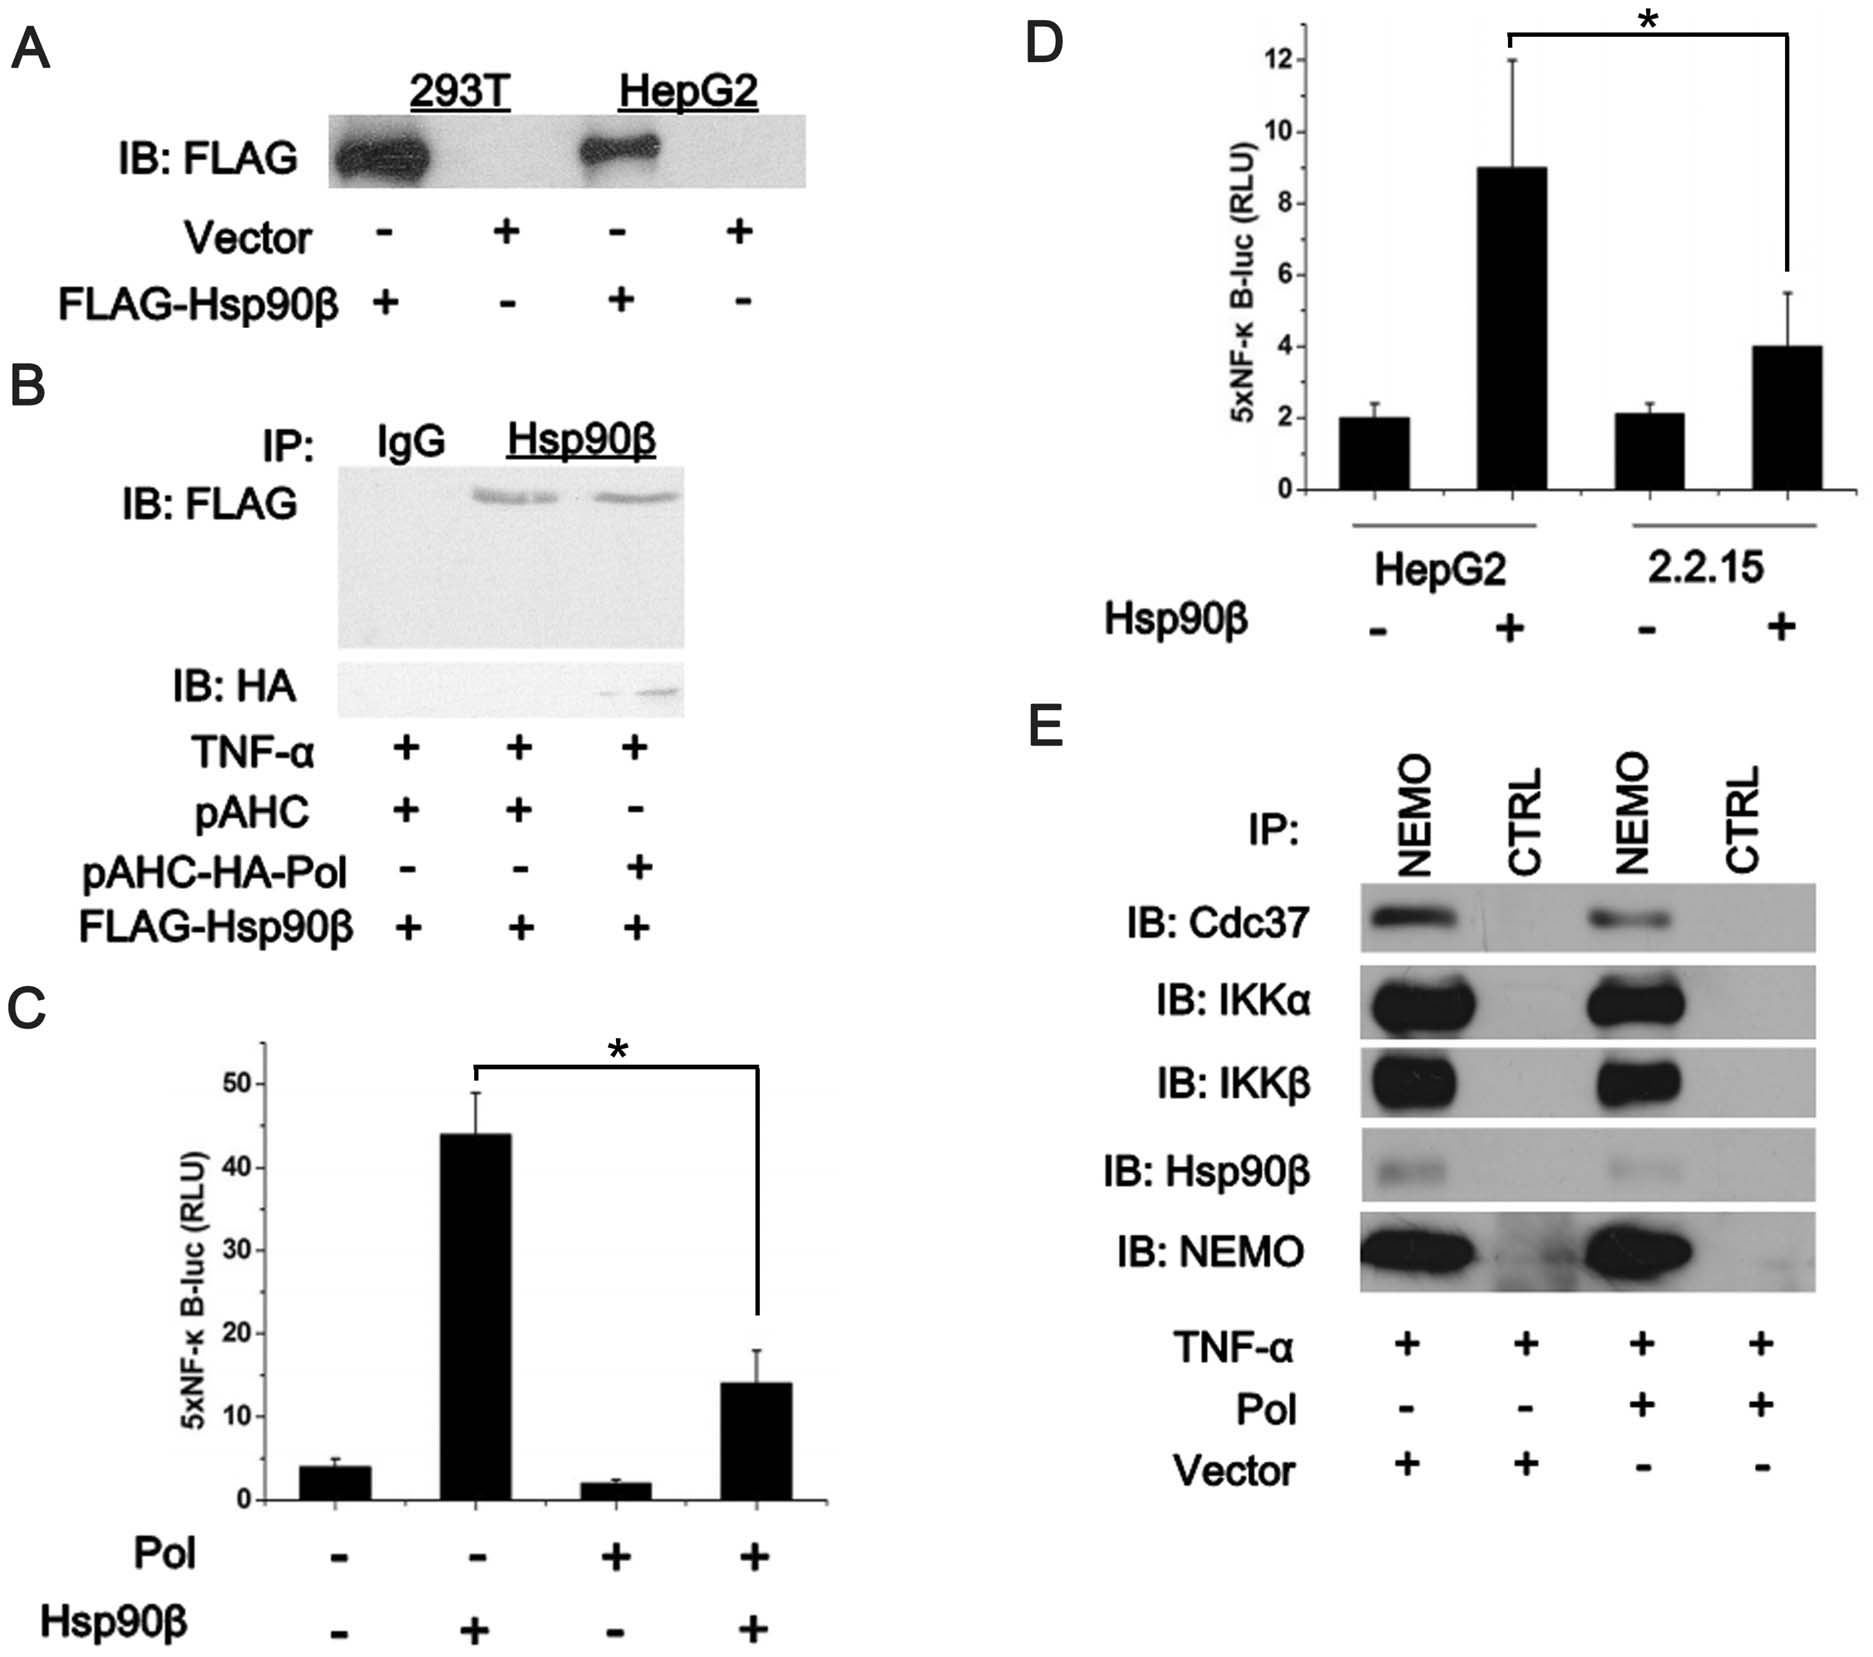 A
293T HepG2
IB: FLAG
Vector - + - +
FLAG-Hsp90β + - + -
B
IP: IgG Hsp90β
IB: FLAG
IB: HA
TNF-α + + +
pAHC + + -
pAHC-HA-Pol - - +
FLAG-Hsp90β + + +
C
*
5xNF-κ B-luc (RLU)
50
40
30
20
10
0
Pol - - + +
Hsp90β - + - +
D
*
5xNF-κ B-luc (RLU)
12
10
8
6
4
2
0
HepG2 2.2.15
Hsp90β - + - +
E
IP: NEMO CTRL NEMO CTRL
IB: Cdc37
IB: IKKα
IB: IKKβ
IB: Hsp90β
IB: NEMO
TNF-α + + + +
Pol - - + +
Vector + + - -